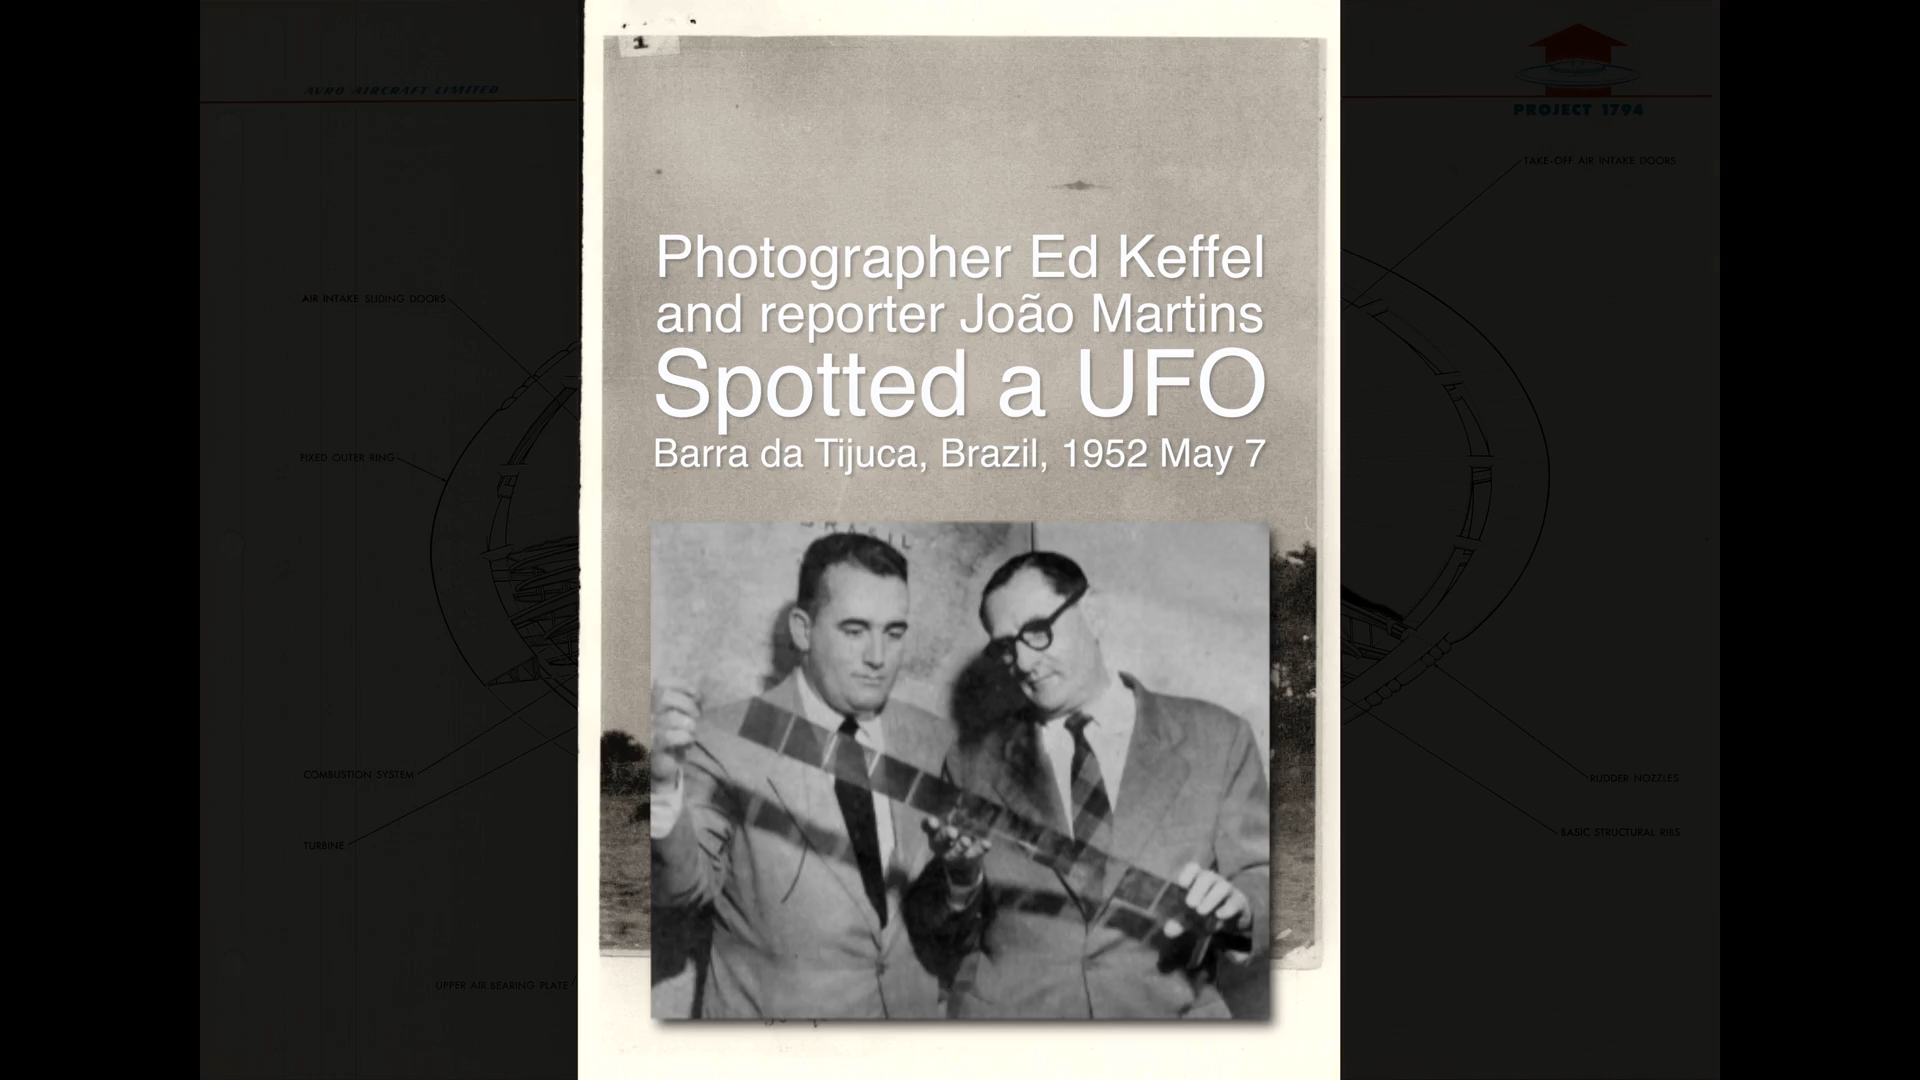 1
AVRO AIRCRAFT LIMITED
PROJECT 1794
TAKE-OFF AIR INTAKE DOORS
Photographer Ed Keffel
and reporter João Martins
Spotted a UFO
Barra da Tijuca, Brazil, 1952 May 7
AIR INTAKE SLIDING DOORS
FIXED OUTER RING
BRASIL
COMBUSTION SYSTEM
RUDDER NOZZLES
TURBINE
BASIC STRUCTURAL RIBS
UPPER AIR BEARING PLATE